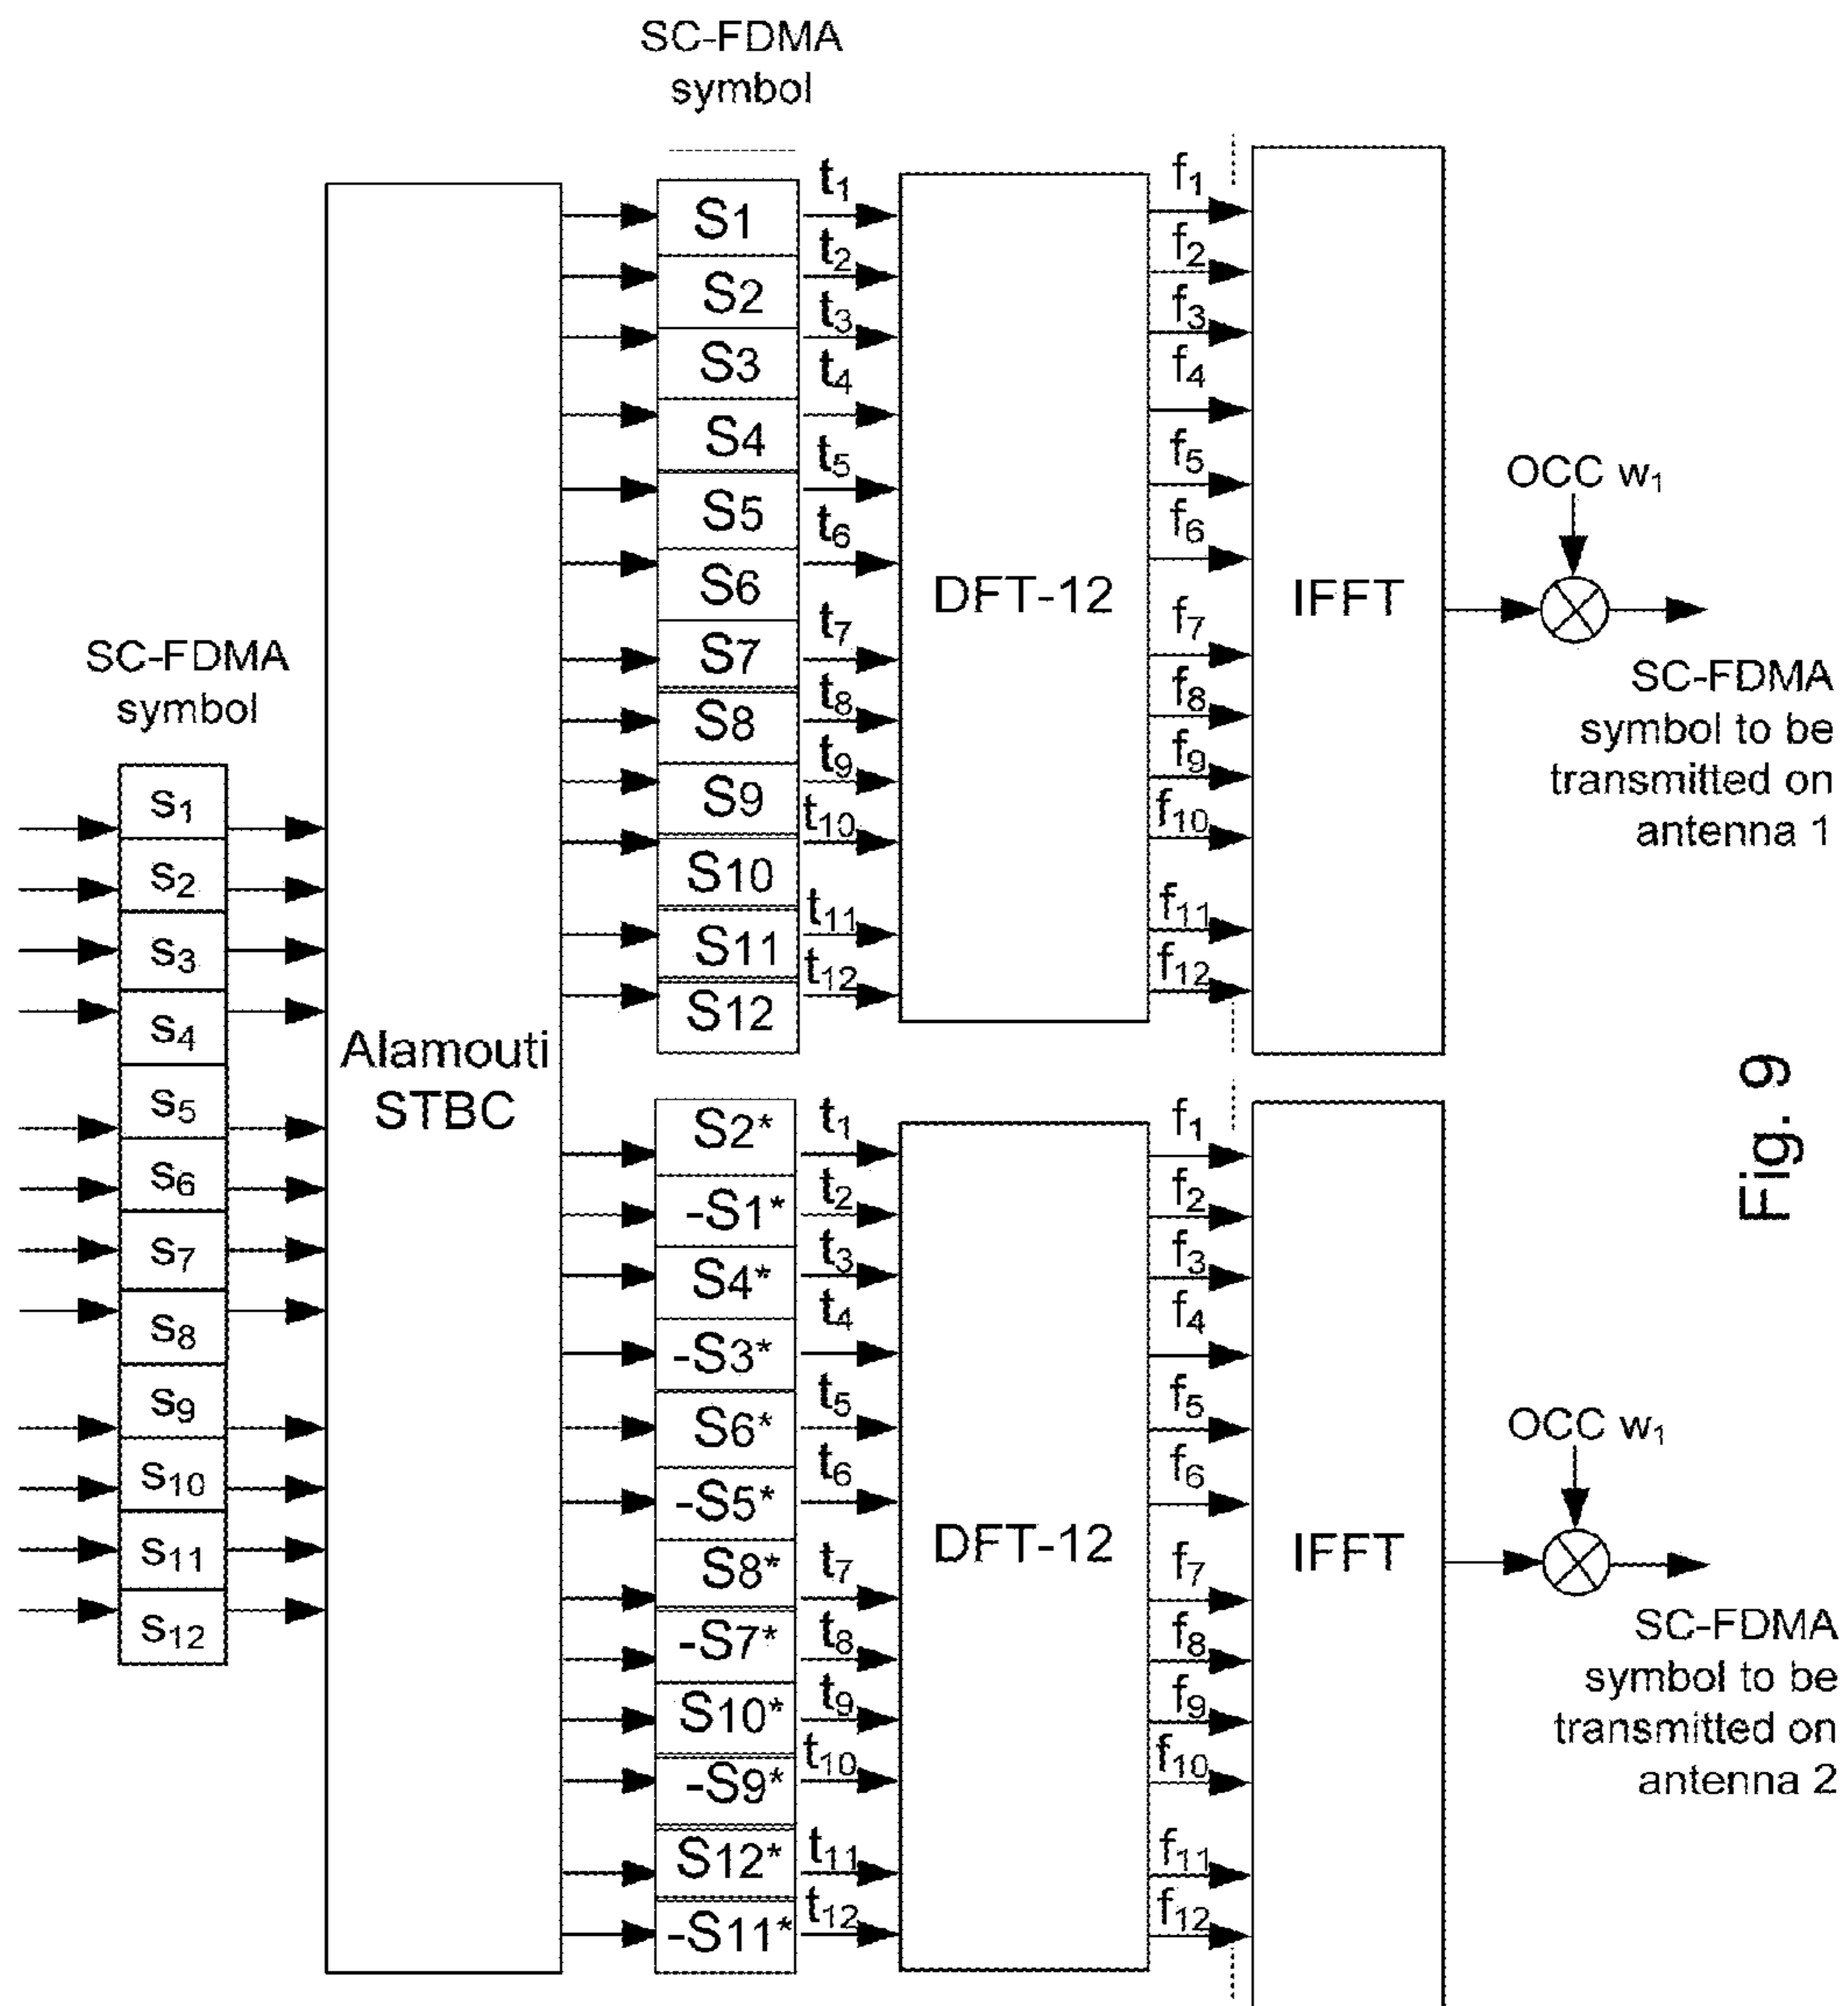 SC-FDMA
symbol
SC-FDMA
symbol
s1
s2
s3
s4
s5
s6
s7
s8
s9
s10
s11
s12
Alamouti
STBC
S1
S2
S3
S4
S5
S6
S7
S8
S9
S10
S11
S12
t1
t2
t3
t4
t5
t6
t7
t8
t9
t10
t11
t12
DFT-12
f1
f2
f3
f4
f5
f6
f7
f8
f9
f10
f11
f12
IFFT
OCC w1
SC-FDMA
symbol to be
transmitted on
antenna 1
S2*
-S1*
S4*
-S3*
S6*
-S5*
S8*
-S7*
S10*
-S9*
S12*
-S11*
t1
t2
t3
t4
t5
t6
t7
t8
t9
t10
t11
t12
DFT-12
f1
f2
f3
f4
f5
f6
f7
f8
f9
f10
f11
f12
IFFT
OCC w1
SC-FDMA
symbol to be
transmitted on
antenna 2
Fig. 9